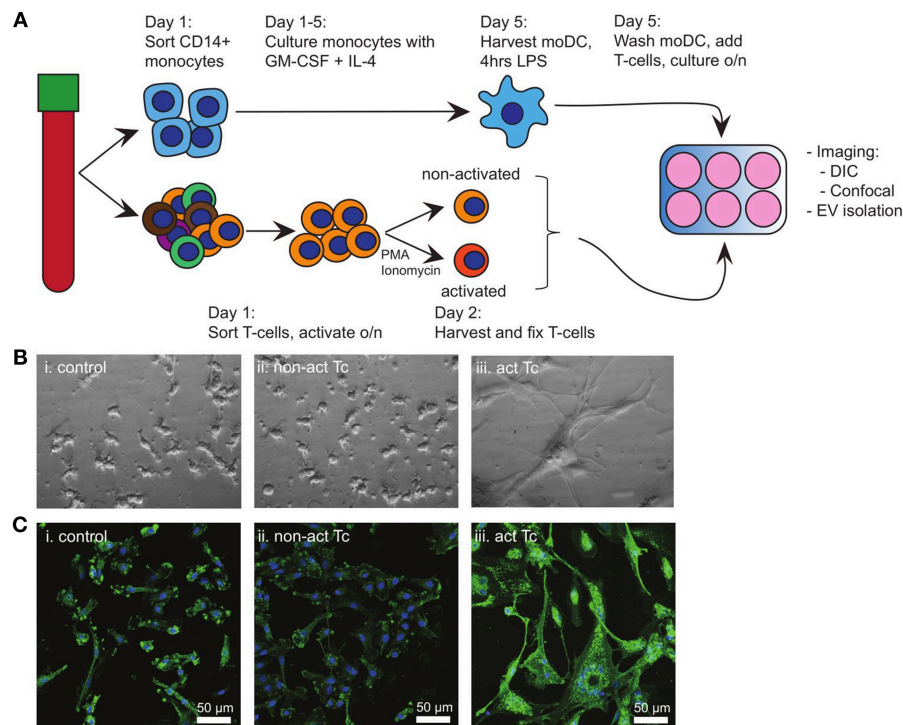 A
Day 1:
Sort CD14+
monocytes
Day 1-5:
Culture monocytes with
GM-CSF + IL-4
Day 5:
Harvest moDC,
4hrs LPS
Day 5:
Wash moDC, add
T-cells, culture o/n
non-activated
PMA
Ionomycin
activated
- Imaging:
- DIC
- Confocal
- EV isolation
Day 1:
Sort T-cells, activate o/n
Day 2:
Harvest and fix T-cells
B
i. control
ii. non-act Tc
iii. act Tc
C
i. control
ii. non-act Tc
iii. act Tc
50 µm
50 µm
50 µm